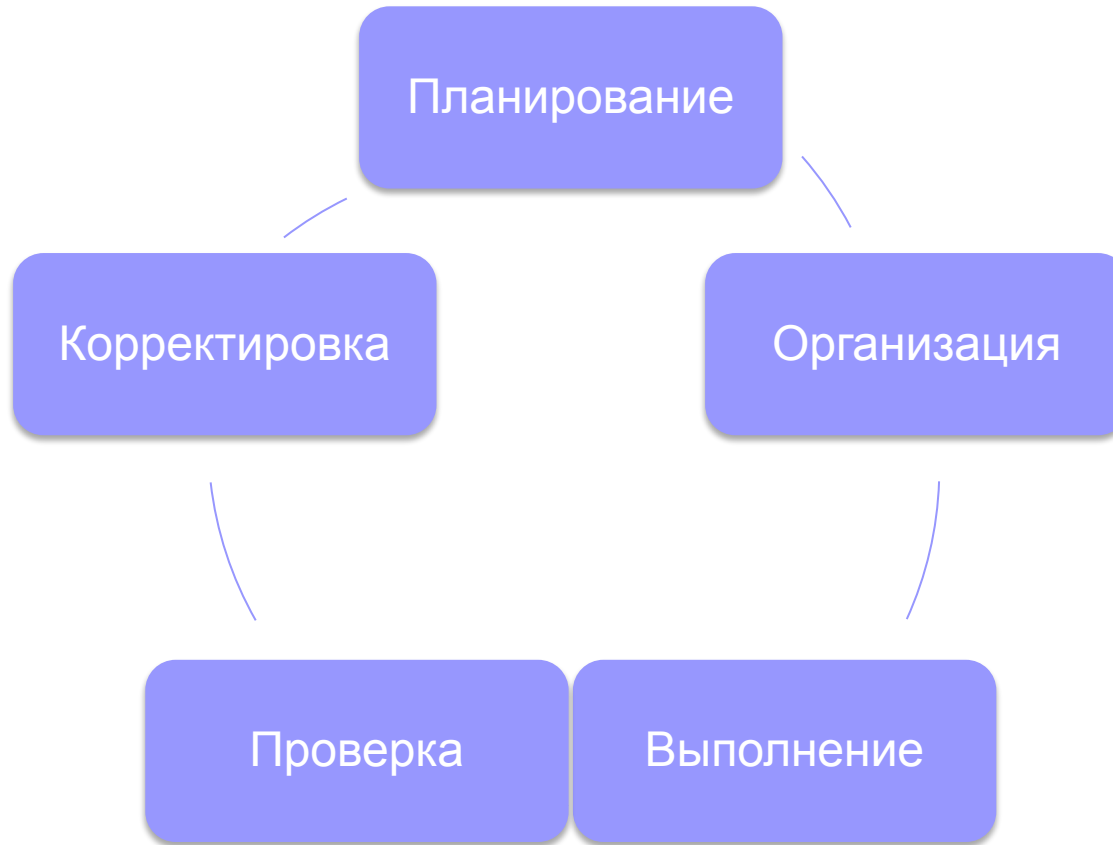 Планирование
Корректировка
Организация
Проверка
Выполнение